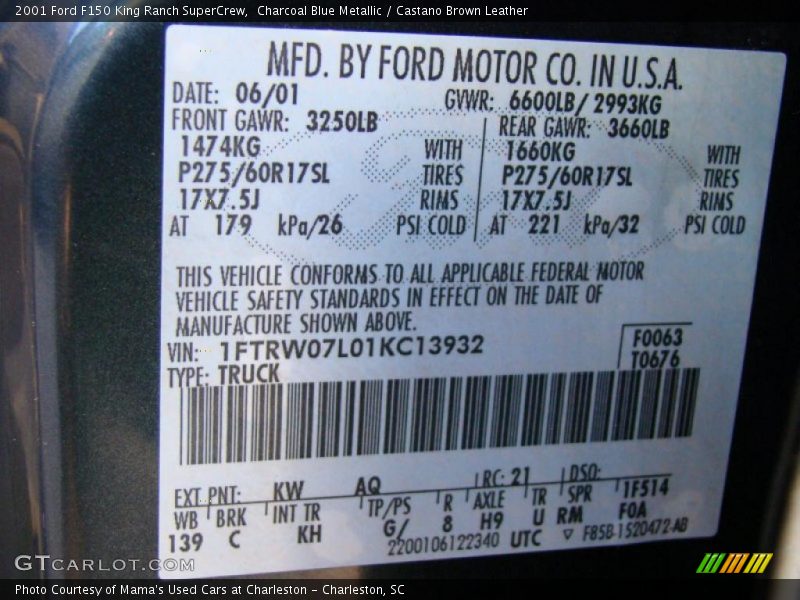 2001 Ford F150 King Ranch SuperCrew,  Charcoal Blue Metallic / Castano Brown Leather
MFD. BY FORD MOTOR CO. IN U.S.A.
DATE: 06/01 GVWR: 6600LB/ 2993KG
FRONT GAWR: 3250LB REAR GAWR: 3660LB
1474KG WITH 1660KG WITH
P275/60R17SL TIRES P275/60R17SL TIRES
17X7.5J RIMS 17X7.5J RIMS
AT 179 kPa/26 PSI COLD AT 221 kPa/32 PSI COLD
THIS VEHICLE CONFORMS TO ALL APPLICABLE FEDERAL MOTOR
VEHICLE SAFETY STANDARDS IN EFFECT ON THE DATE OF
MANUFACTURE SHOWN ABOVE.
VIN: 1FTRW07L01KC13932 F0063
TYPE: TRUCK T0676
EXT PNT: KW AQ RC: 21 DSO:
WB BRK INT TR TP/PS R AXLE TR SPR 1F514
139 C KH G/ 8 H9 U RM F0A
2200106122340 UTC ▽ F85B-1520472-AB
GTCARLOT.COM
Photo Courtesy of Mama's Used Cars at Charleston - Charleston, SC